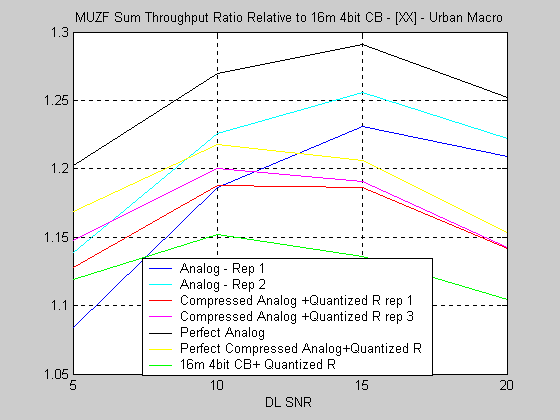 MUZF Sum Throughput Ratio Relative to 16m 4bit CB - [XX] - Urban Macro
1.3
1.25
1.2
1.15
1.1
1.05
Analog - Rep 1
Analog - Rep 2
Compressed Analog +Quantized R rep 1
Compressed Analog +Quantized R rep 3
Perfect Analog
Perfect Compressed Analog+Quantized R
16m 4bit CB+ Quantized R
5 10 15 20
DL SNR